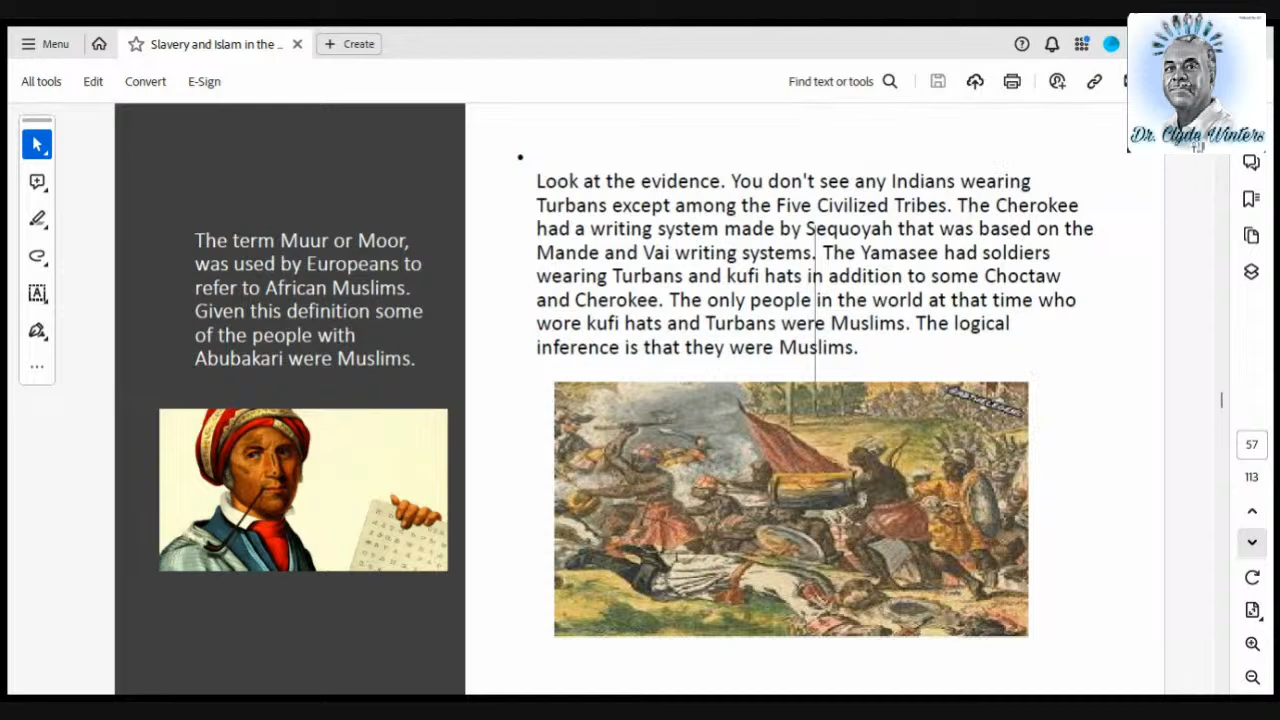 Menu
Slavery and Islam in the ...
Create
All tools
Edit
Convert
E-Sign
Find text or tools
Dr. Clyde Winters
The term Muur or Moor,
was used by Europeans to
refer to African Muslims.
Given this definition some
of the people with
Abubakari were Muslims.
Look at the evidence. You don't see any Indians wearing
Turbans except among the Five Civilized Tribes. The Cherokee
had a writing system made by Sequoyah that was based on the
Mande and Vai writing systems. The Yamasee had soldiers
wearing Turbans and kufi hats in addition to some Choctaw
and Cherokee. The only people in the world at that time who
wore kufi hats and Turbans were Muslims. The logical
inference is that they were Muslims.
57
113